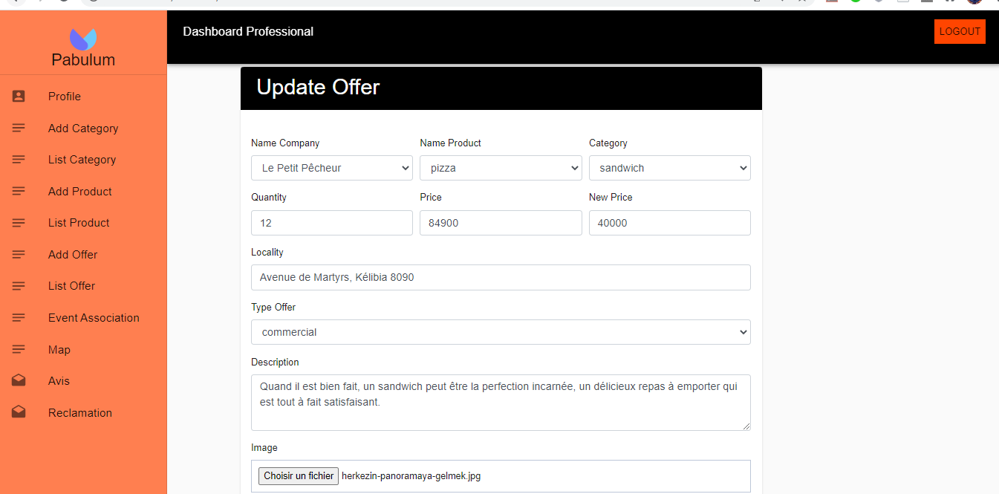 Dashboard Professional
LOGOUT
Pabulum
Profile
Add Category
List Category
Add Product
List Product
Add Offer
List Offer
Event Association
Map
Avis
Reclamation
Update Offer
Name Company
Name Product
Category
Le Petit Pêcheur
pizza
sandwich
Quantity
Price
New Price
12
84900
40000
Locality
Avenue de Martyrs, Kélibia 8090
Type Offer
commercial
Description
Quand il est bien fait, un sandwich peut être la perfection incarnée, un délicieux repas à emporter qui
est tout à fait satisfaisant.
Image
Choisir un fichier herkezin-panoramaya-gelmek.jpg